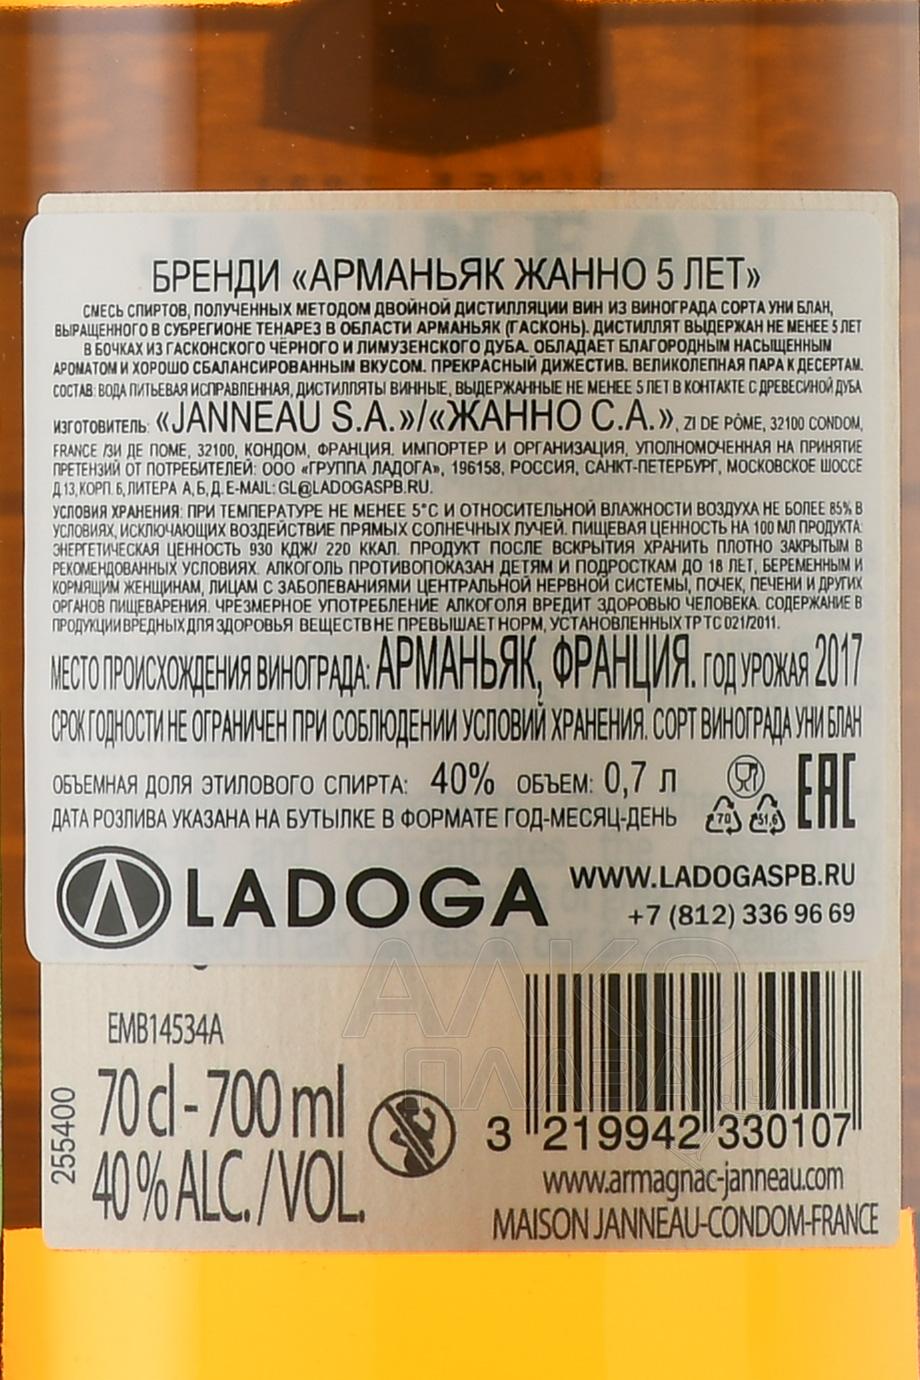 БРЕНДИ «АРМАНЬЯК ЖАННО 5 ЛЕТ»
СМЕСЬ СПИРТОВ, ПОЛУЧЕННЫХ МЕТОДОМ ДВОЙНОЙ ДИСТИЛЛЯЦИИ ВИН ИЗ ВИНОГРАДА СОРТА УНИ БЛАН,
ВЫРАЩЕННОГО В СУБРЕГИОНЕ ТЕНАРЕЗ В ОБЛАСТИ АРМАНЬЯК (ГАСКОНЬ). ДИСТИЛЛЯТ ВЫДЕРЖАН НЕ МЕНЕЕ 5 ЛЕТ
В БОЧКАХ ИЗ ГАСКОНСКОГО ЧЁРНОГО И ЛИМУЗЕНСКОГО ДУБА. ОБЛАДАЕТ БЛАГОРОДНЫМ НАСЫЩЕННЫМ
АРОМАТОМ И ХОРОШО СБАЛАНСИРОВАННЫМ ВКУСОМ. ПРЕКРАСНЫЙ ДИЖЕСТИВ. ВЕЛИКОЛЕПНАЯ ПАРА К ДЕСЕРТАМ.
СОСТАВ: ВОДА ПИТЬЕВАЯ ИСПРАВЛЕННАЯ, ДИСТИЛЛЯТЫ ВИННЫЕ, ВЫДЕРЖАННЫЕ НЕ МЕНЕЕ 5 ЛЕТ В КОНТАКТЕ С ДРЕВЕСИНОЙ ДУБА.
ИЗГОТОВИТЕЛЬ: «JANNEAU S.A.»/«ЖАННО С.А.», ZI DE PÔME, 32100 CONDOM,
FRANCE /ЗИ ДЕ ПОМЕ, 32100, КОНДОМ, ФРАНЦИЯ. ИМПОРТЕР И ОРГАНИЗАЦИЯ, УПОЛНОМОЧЕННАЯ НА ПРИНЯТИЕ
ПРЕТЕНЗИЙ ОТ ПОТРЕБИТЕЛЕЙ: ООО «ГРУППА ЛАДОГА», 196158, РОССИЯ, САНКТ-ПЕТЕРБУРГ, МОСКОВСКОЕ ШОССЕ
Д.13, КОРП. 6, ЛИТЕРА А, Б, Д. E-MAIL: GL@LADOGASPB.RU.
УСЛОВИЯ ХРАНЕНИЯ: ПРИ ТЕМПЕРАТУРЕ НЕ МЕНЕЕ 5°С И ОТНОСИТЕЛЬНОЙ ВЛАЖНОСТИ ВОЗДУХА НЕ БОЛЕЕ 85% В
УСЛОВИЯХ, ИСКЛЮЧАЮЩИХ ВОЗДЕЙСТВИЕ ПРЯМЫХ СОЛНЕЧНЫХ ЛУЧЕЙ. ПИЩЕВАЯ ЦЕННОСТЬ НА 100 МЛ ПРОДУКТА:
ЭНЕРГЕТИЧЕСКАЯ ЦЕННОСТЬ 930 КДЖ/ 220 ККАЛ. ПРОДУКТ ПОСЛЕ ВСКРЫТИЯ ХРАНИТЬ ПЛОТНО ЗАКРЫТЫМ В
РЕКОМЕНДОВАННЫХ УСЛОВИЯХ. АЛКОГОЛЬ ПРОТИВОПОКАЗАН ДЕТЯМ И ПОДРОСТКАМ ДО 18 ЛЕТ, БЕРЕМЕННЫМ И
КОРМЯЩИМ ЖЕНЩИНАМ, ЛИЦАМ С ЗАБОЛЕВАНИЯМИ ЦЕНТРАЛЬНОЙ НЕРВНОЙ СИСТЕМЫ, ПОЧЕК, ПЕЧЕНИ И ДРУГИХ
ОРГАНОВ ПИЩЕВАРЕНИЯ. ЧРЕЗМЕРНОЕ УПОТРЕБЛЕНИЕ АЛКОГОЛЯ ВРЕДИТ ЗДОРОВЬЮ ЧЕЛОВЕКА. СОДЕРЖАНИЕ В
ПРОДУКЦИИ ВРЕДНЫХ ДЛЯ ЗДОРОВЬЯ ВЕЩЕСТВ НЕ ПРЕВЫШАЕТ НОРМ, УСТАНОВЛЕННЫХ ТР ТС 021/2011.
МЕСТО ПРОИСХОЖДЕНИЯ ВИНОГРАДА: АРМАНЬЯК, ФРАНЦИЯ. ГОД УРОЖАЯ 2017
СРОК ГОДНОСТИ НЕ ОГРАНИЧЕН ПРИ СОБЛЮДЕНИИ УСЛОВИЙ ХРАНЕНИЯ. СОРТ ВИНОГРАДА УНИ БЛАН
ОБЪЕМНАЯ ДОЛЯ ЭТИЛОВОГО СПИРТА: 40% ОБЪЕМ: 0,7 Л
ДАТА РОЗЛИВА УКАЗАНА НА БУТЫЛКЕ В ФОРМАТЕ ГОД-МЕСЯЦ-ДЕНЬ
70
51,6
EAC
LADOGA
WWW.LADOGASPB.RU
+7 (812) 336 96 69
EMB14534A
70 cl - 700 ml
40 % ALC. / VOL.
255400
3 219942 330107
www.armagnac-janneau.com
MAISON JANNEAU-CONDOM-FRANCE
АЛКО
ПЛАЗА